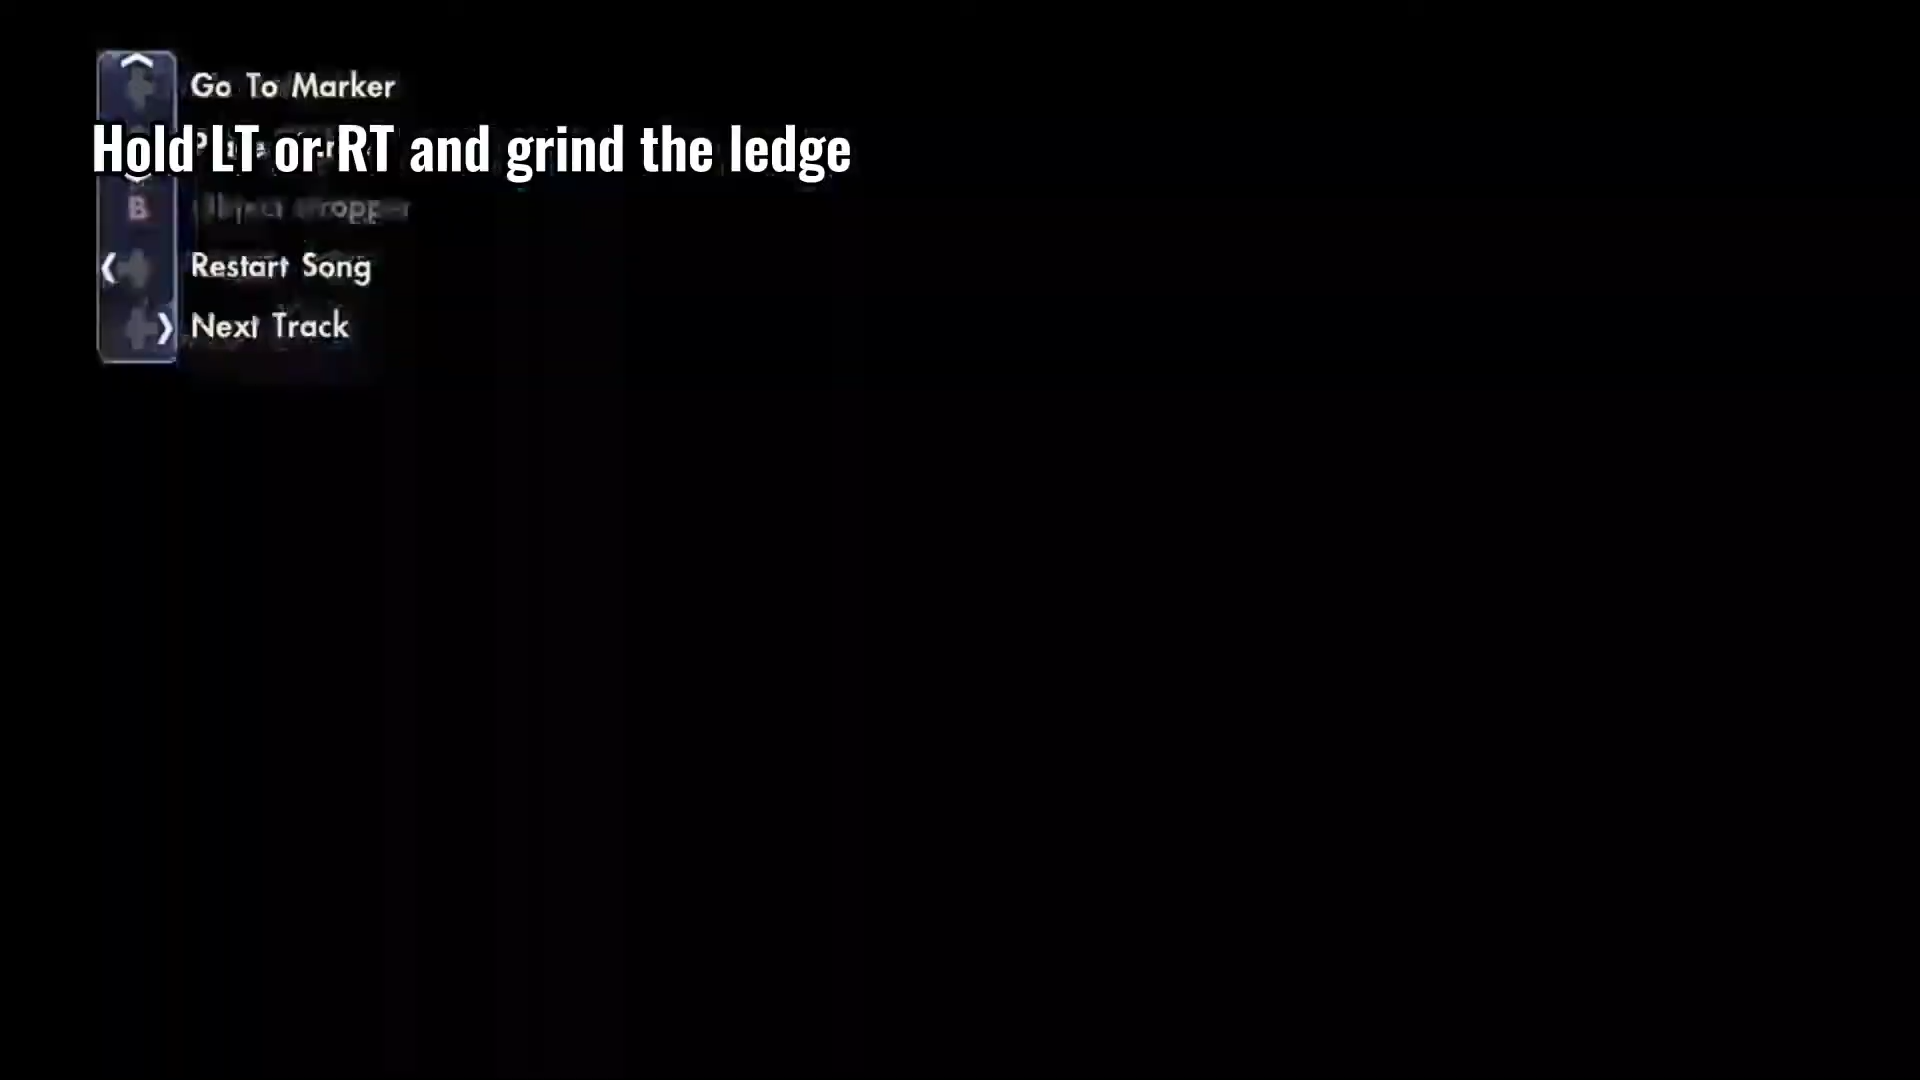 Go To Marker
Hold LT or RT and grind the ledge
B
Restart Song
Next Track